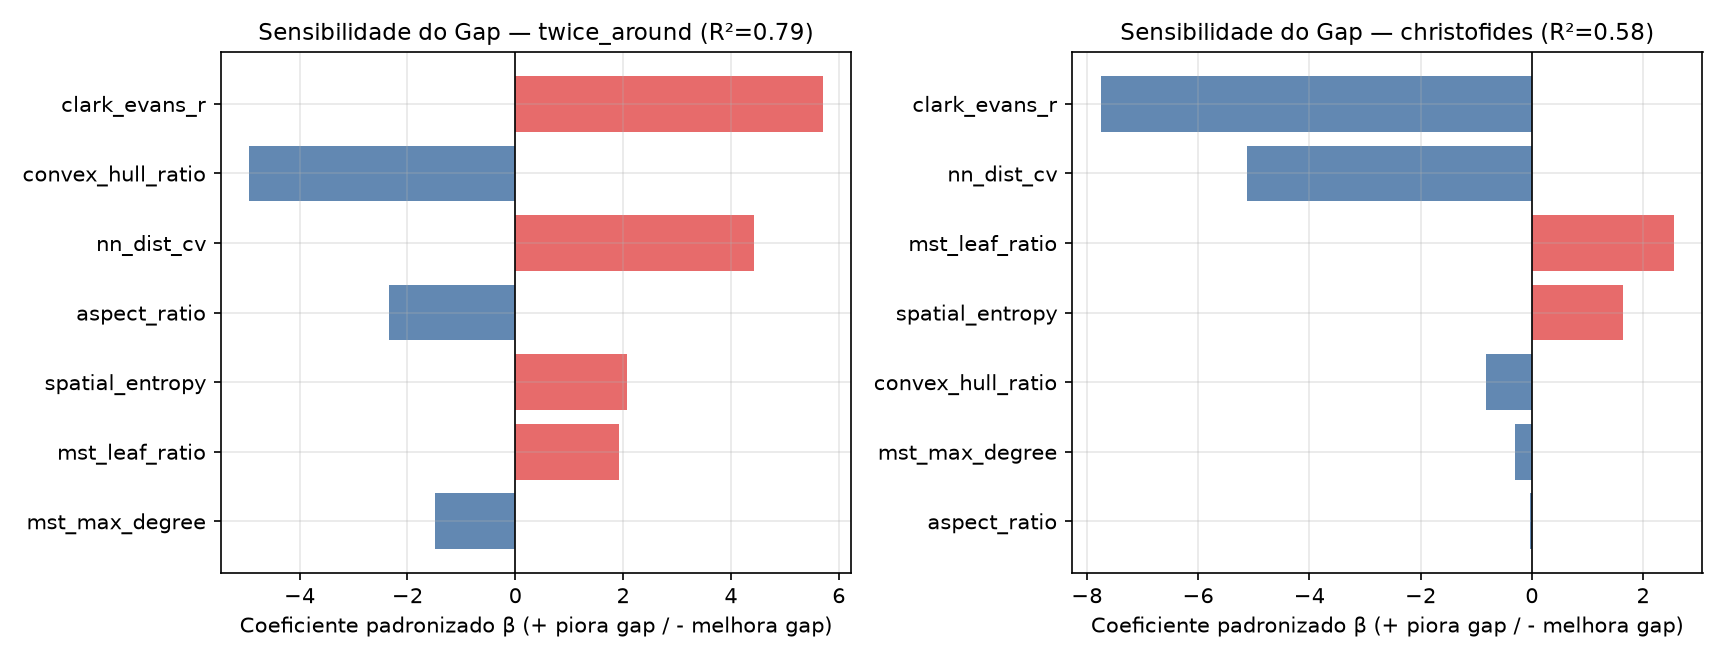 Sensibilidade do Gap — twice_around (R²=0.79)
clark_evans_r
convex_hull_ratio
nn_dist_cv
aspect_ratio
spatial_entropy
mst_leaf_ratio
mst_max_degree
−4 −2 0 2 4 6
Coeficiente padronizado β (+ piora gap / - melhora gap)
Sensibilidade do Gap — christofides (R²=0.58)
clark_evans_r
nn_dist_cv
mst_leaf_ratio
spatial_entropy
convex_hull_ratio
mst_max_degree
aspect_ratio
−8 −6 −4 −2 0 2
Coeficiente padronizado β (+ piora gap / - melhora gap)